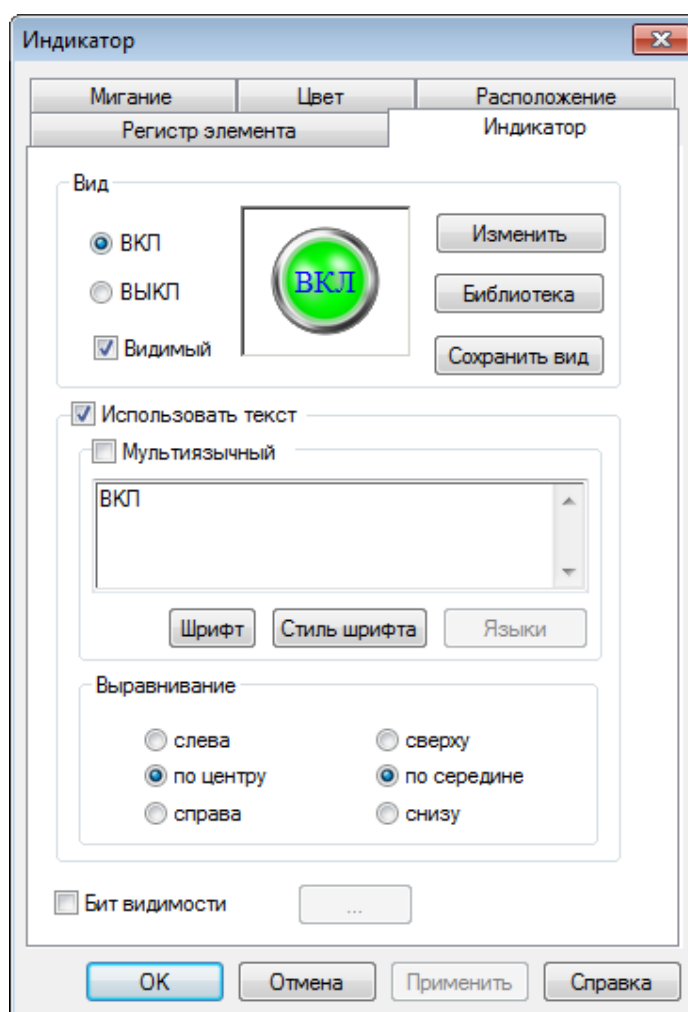 Индикатор
Мигание Цвет Расположение
Регистр элемента Индикатор
Вид
ВКЛ
ВЫКЛ
Видимый
ВКЛ
Изменить
Библиотека
Сохранить вид
Использовать текст
Мультиязычный
ВКЛ
Шрифт Стиль шрифта Языки
Выравнивание
слева сверху
по центру по середине
справа снизу
Бит видимости ...
OK Отмена Применить Справка